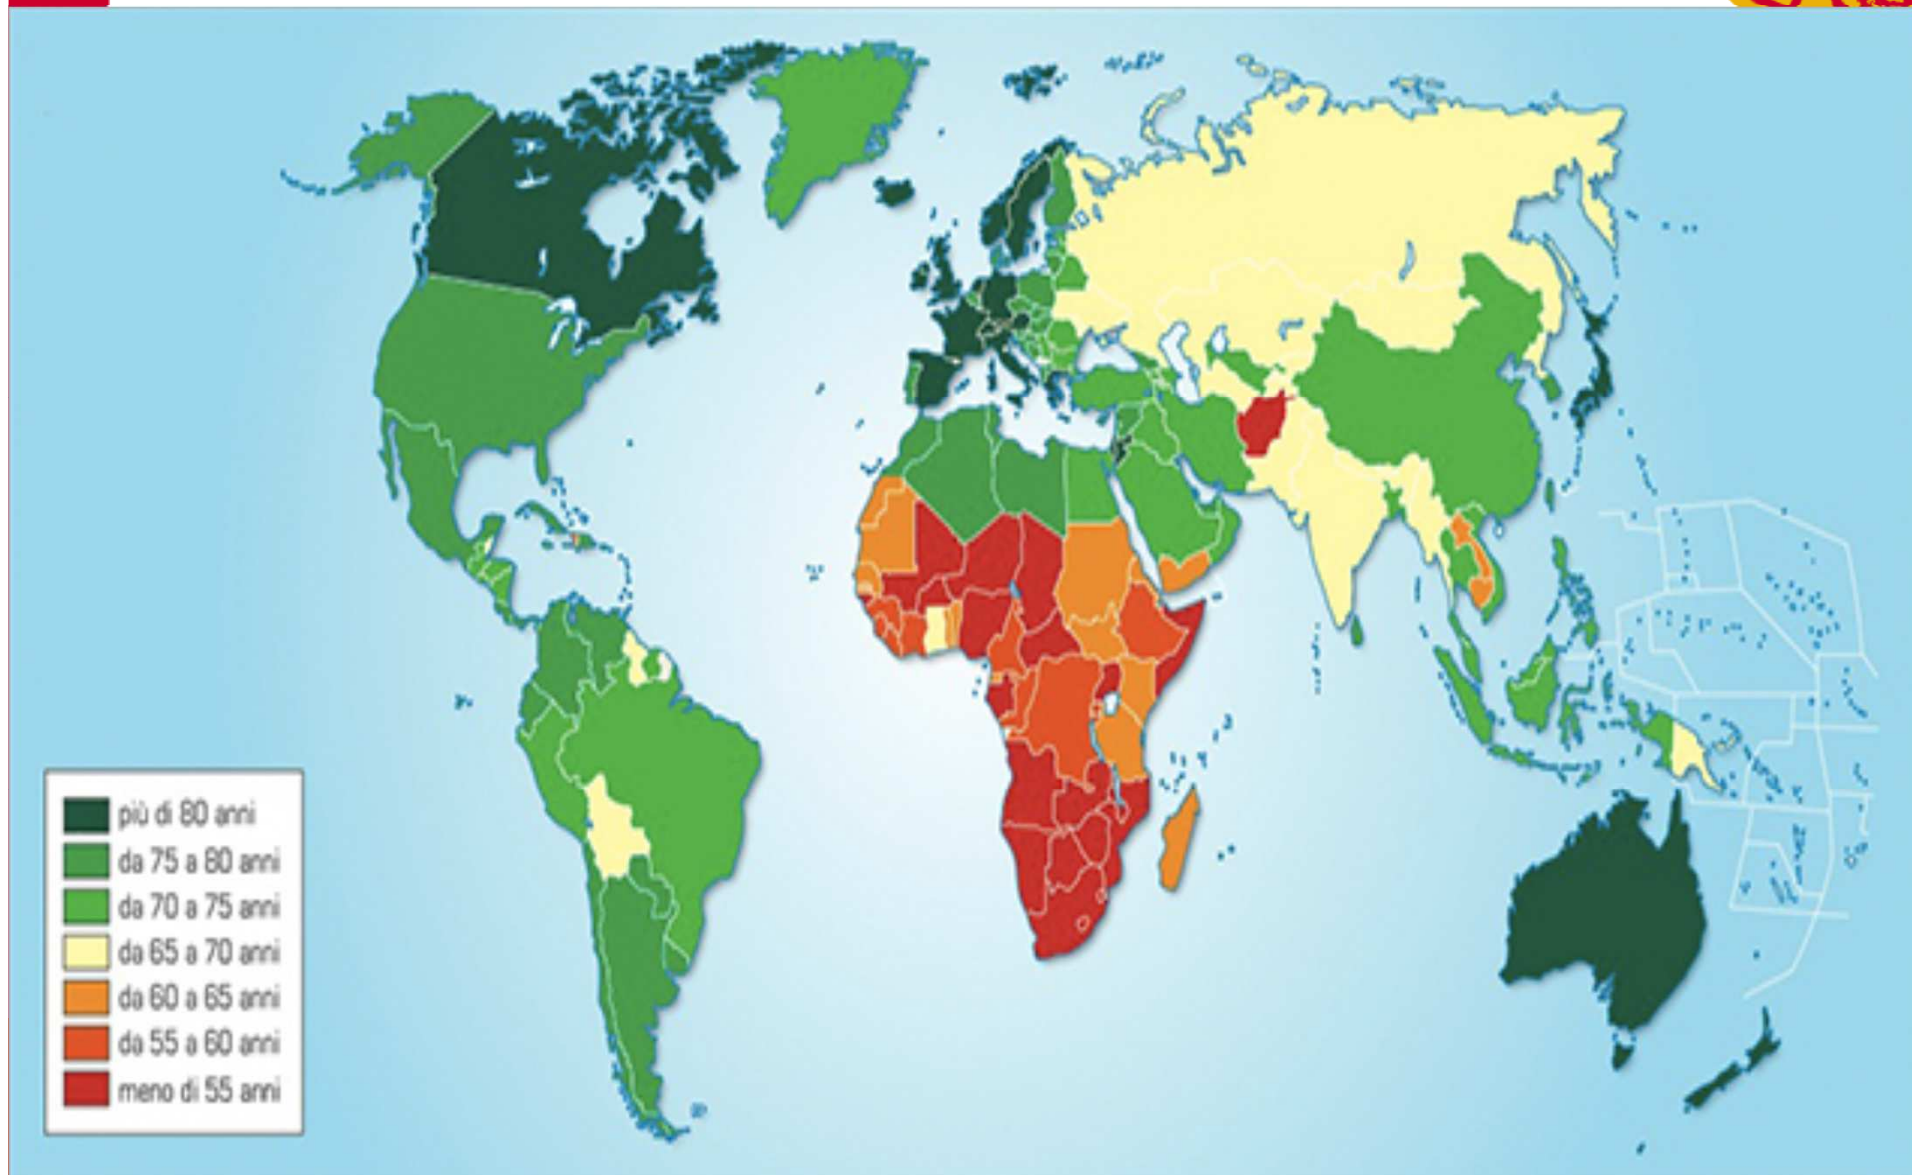 più di 80 anni
da 75 a 80 anni
da 70 a 75 anni
da 65 a 70 anni
da 60 a 65 anni
da 55 a 60 anni
meno di 55 anni